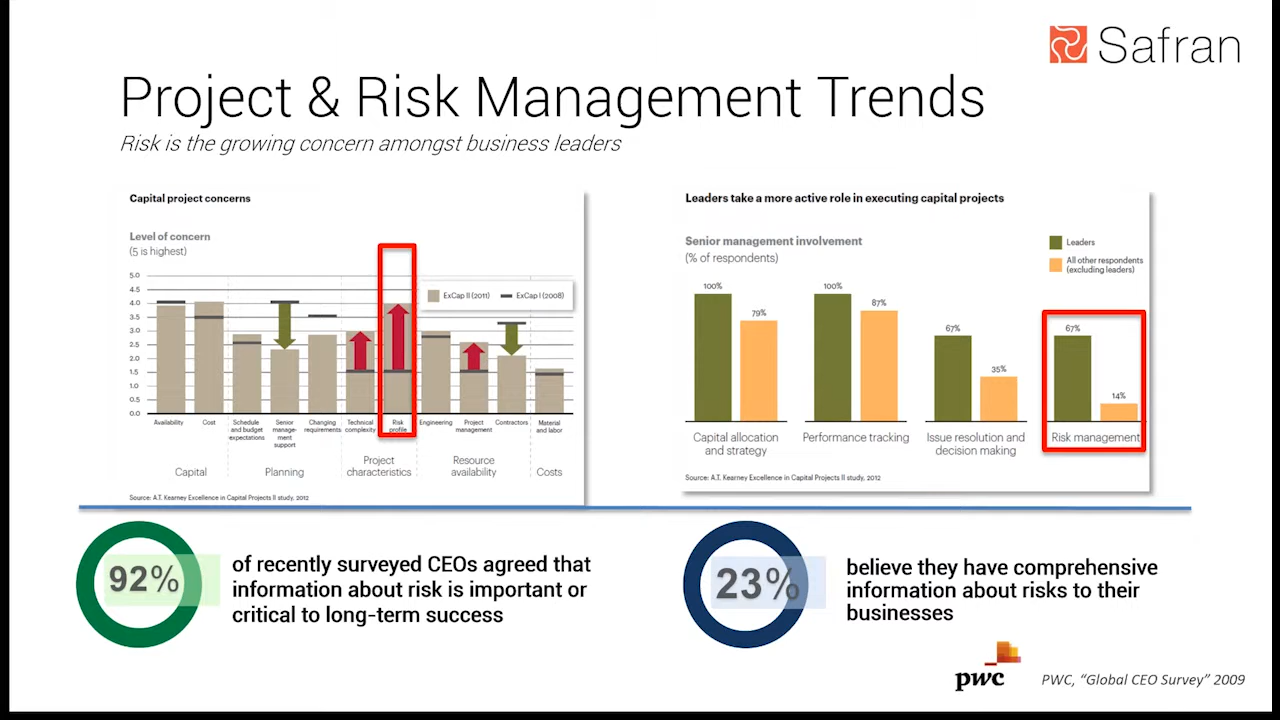 Safran
Project & Risk Management Trends
Risk is the growing concern amongst business leaders
Capital project concerns
Level of concern
(5 is highest)
5.0
4.5
4.0
3.5
3.0
2.5
2.0
1.5
1.0
0.5
0.0
ExCap II (2011)
ExCap I (2008)
Availability
Cost
Schedule
and budget
expectations
Senior
manage-
ment
support
Changing
requirements
Technical
complexity
Risk
profile
Engineering
Project
management
Contractors
Material
and labor
Capital
Planning
Project
characteristics
Resource
availability
Costs
Source: A.T. Kearney Excellence in Capital Projects II study, 2012
Leaders take a more active role in executing capital projects
Senior management involvement
(% of respondents)
Leaders
All other respondents
(excluding leaders)
100%
79%
100%
87%
67%
35%
67%
14%
Capital allocation
and strategy
Performance tracking
Issue resolution and
decision making
Risk management
Source: A.T. Kearney Excellence in Capital Projects II study, 2012
92%
of recently surveyed CEOs agreed that
information about risk is important or
critical to long-term success
23%
believe they have comprehensive
information about risks to their
businesses
pwc
PWC, “Global CEO Survey” 2009